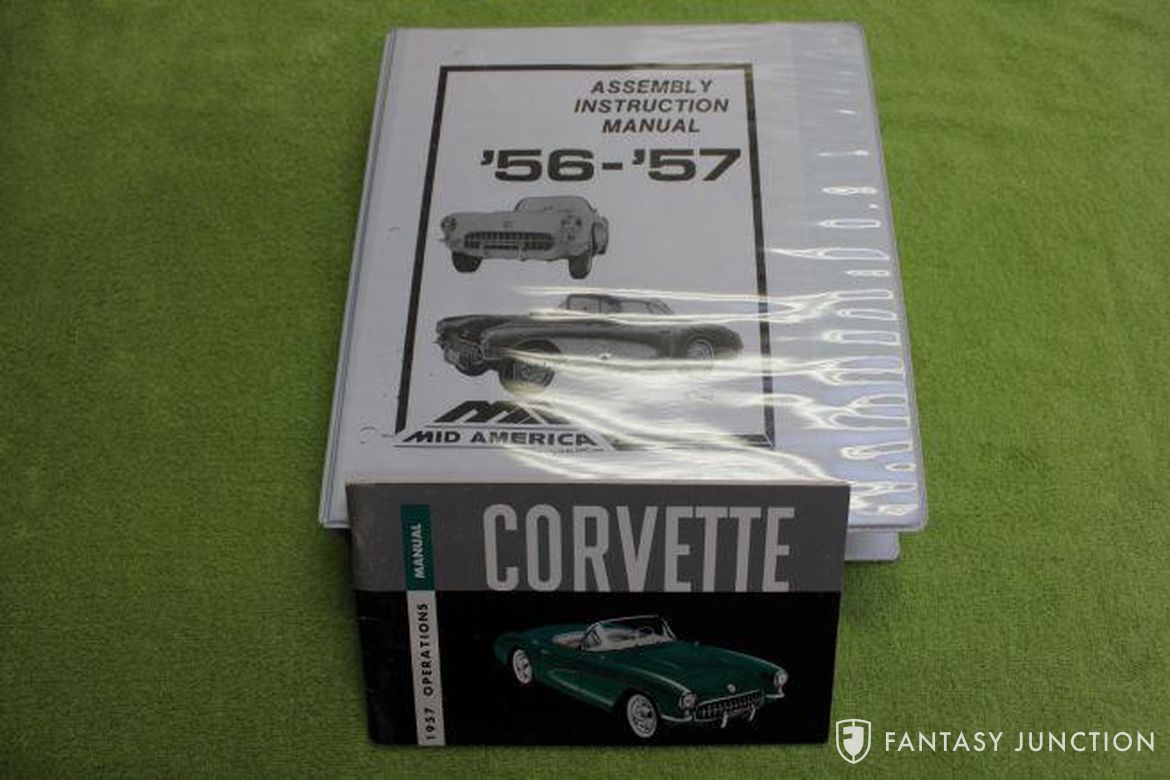 ASSEMBLY
INSTRUCTION
MANUAL
'56-'57
MID AMERICA
CORVETTE
1957 OPERATIONS MANUAL
FANTASY JUNCTION